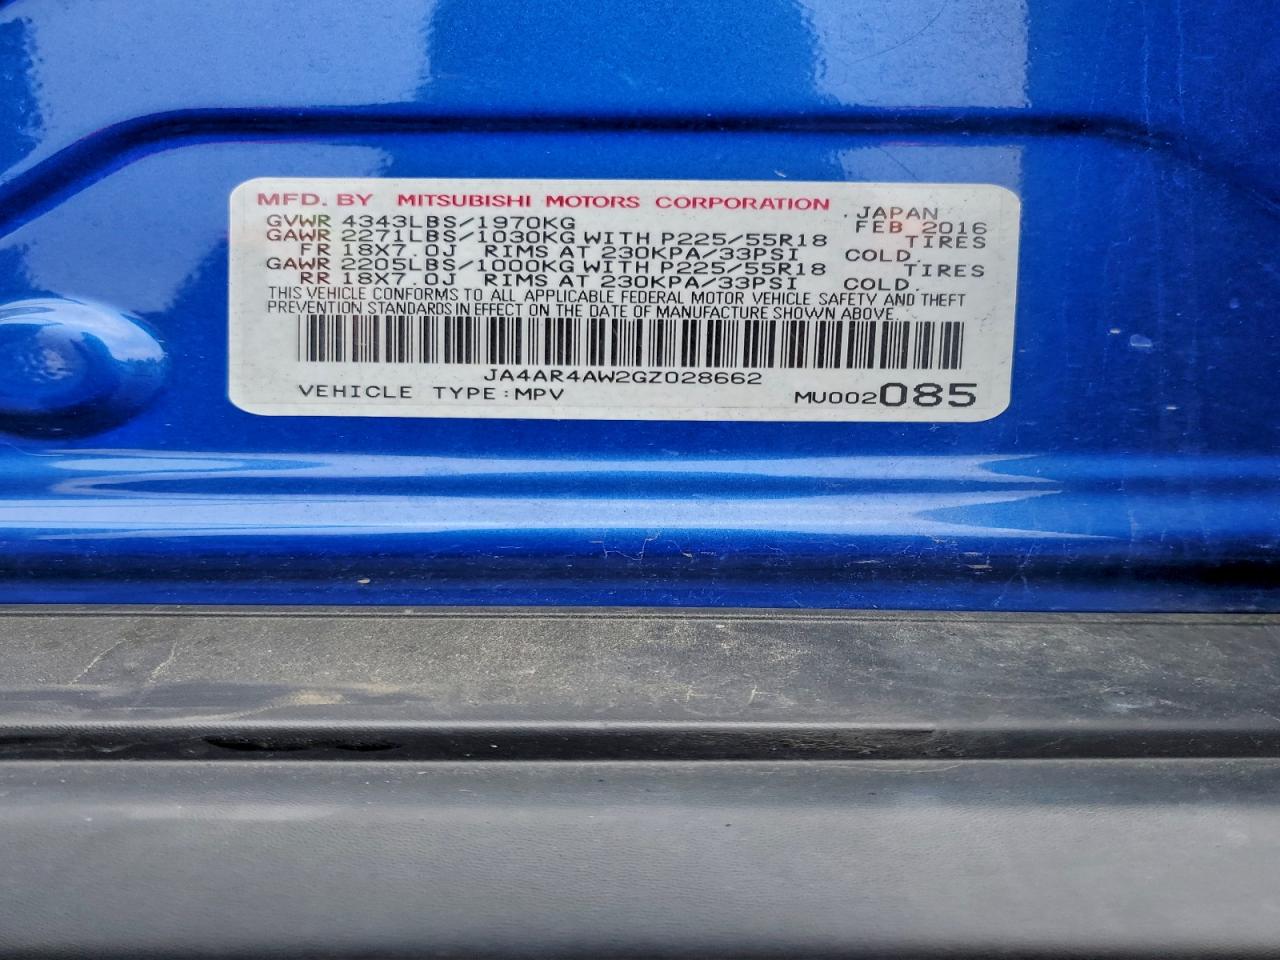 MFD. BY MITSUBISHI MOTORS CORPORATION JAPAN
GVWR 4343LBS/1970KG FEB 2016
GAWR 2271LBS/1030KG WITH P225/55R18 TIRES
FR 18X7.0J RIMS AT 230KPA/33PSI COLD.
GAWR 2205LBS/1000KG WITH P225/55R18 TIRES
RR 18X7.0J RIMS AT 230KPA/33PSI COLD.
THIS VEHICLE CONFORMS TO ALL APPLICABLE FEDERAL MOTOR VEHICLE SAFETY AND THEFT
PREVENTION STANDARDS IN EFFECT ON THE DATE OF MANUFACTURE SHOWN ABOVE.
JA4AR4AW2GZ028662
VEHICLE TYPE:MPV MU002085